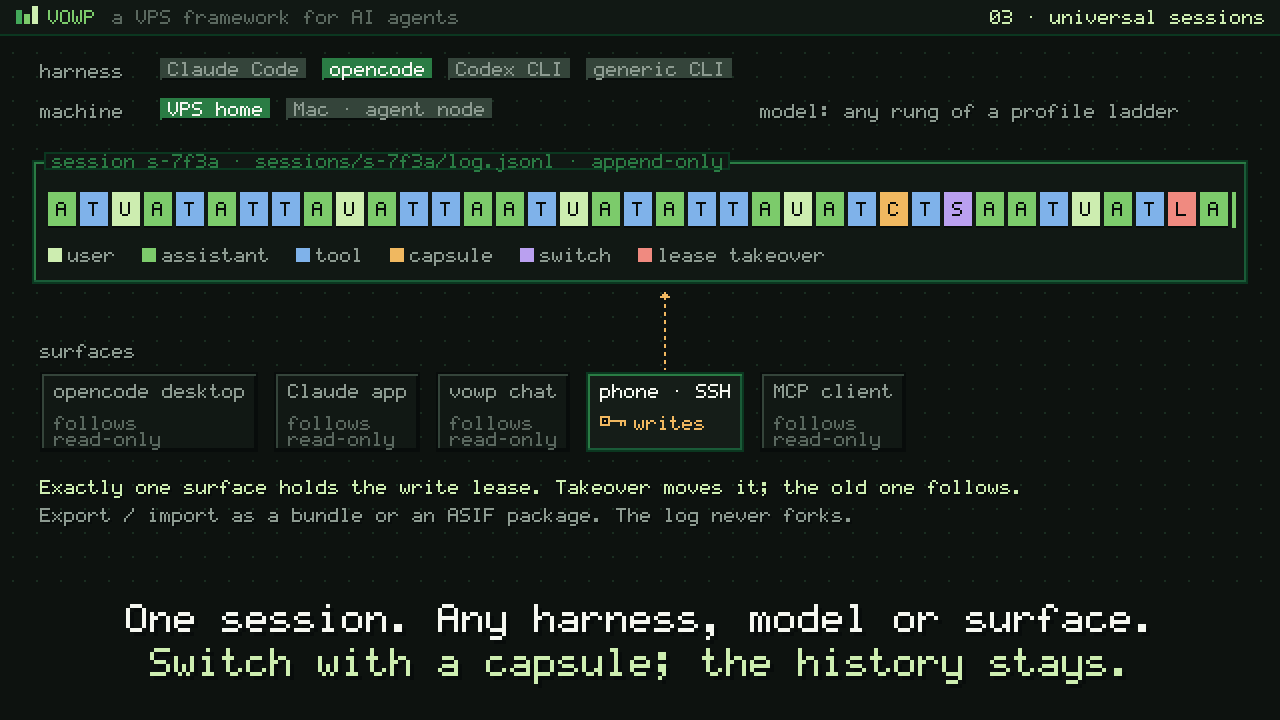 VOWP a VPS framework for AI agents 03 · universal sessions
harness Claude Code opencode Codex CLI generic CLI
machine VPS home Mac · agent node model: any rung of a profile ladder
session s-7f3a · sessions/s-7f3a/log.jsonl · append-only
A T U A T A T T A U A T T A A T U A T A T T A U A T C T S A A T U A T L A
user assistant tool capsule switch lease takeover
surfaces
opencode desktop Claude app vowp chat phone · SSH MCP client
follows follows follows writes follows
read-only read-only read-only read-only
Exactly one surface holds the write lease. Takeover moves it; the old one follows.
Export / import as a bundle or an ASIF package. The log never forks.
One session. Any harness, model or surface.
Switch with a capsule; the history stays.